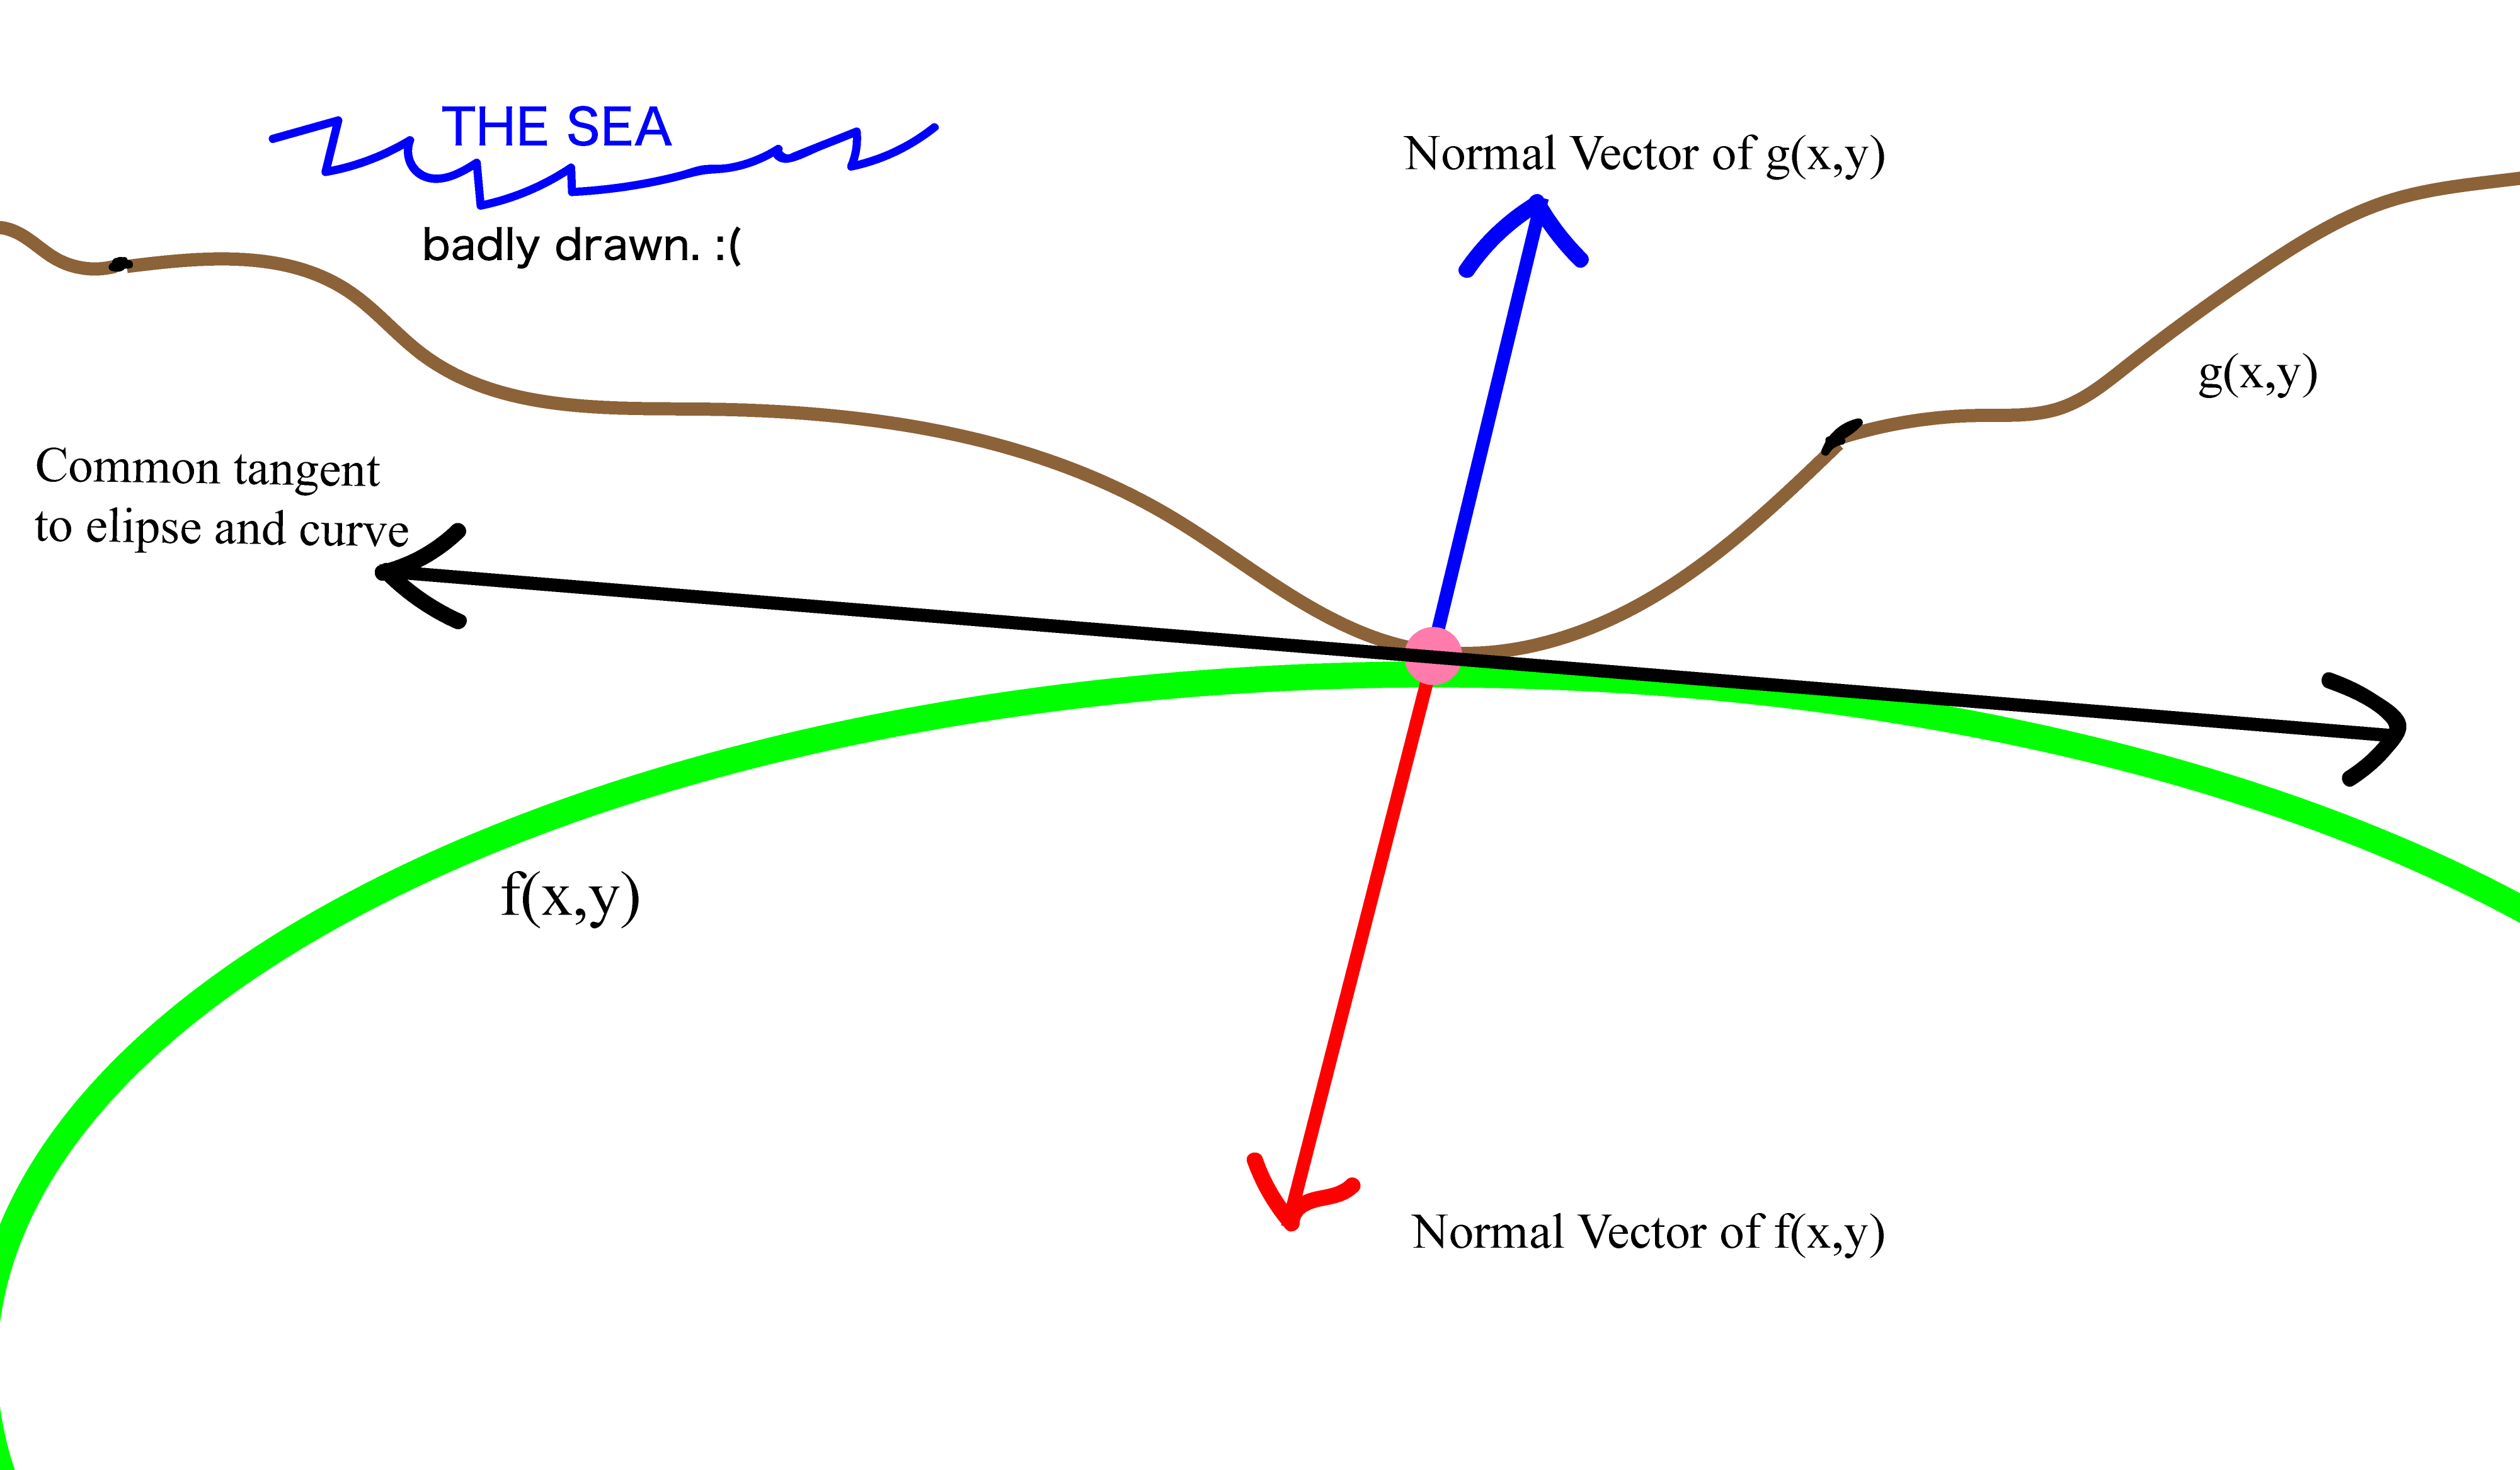 THE SEA
badly drawn. :(
Normal Vector of g(x,y)
g(x,y)
Common tangent
to elipse and curve
f(x,y)
Normal Vector of f(x,y)